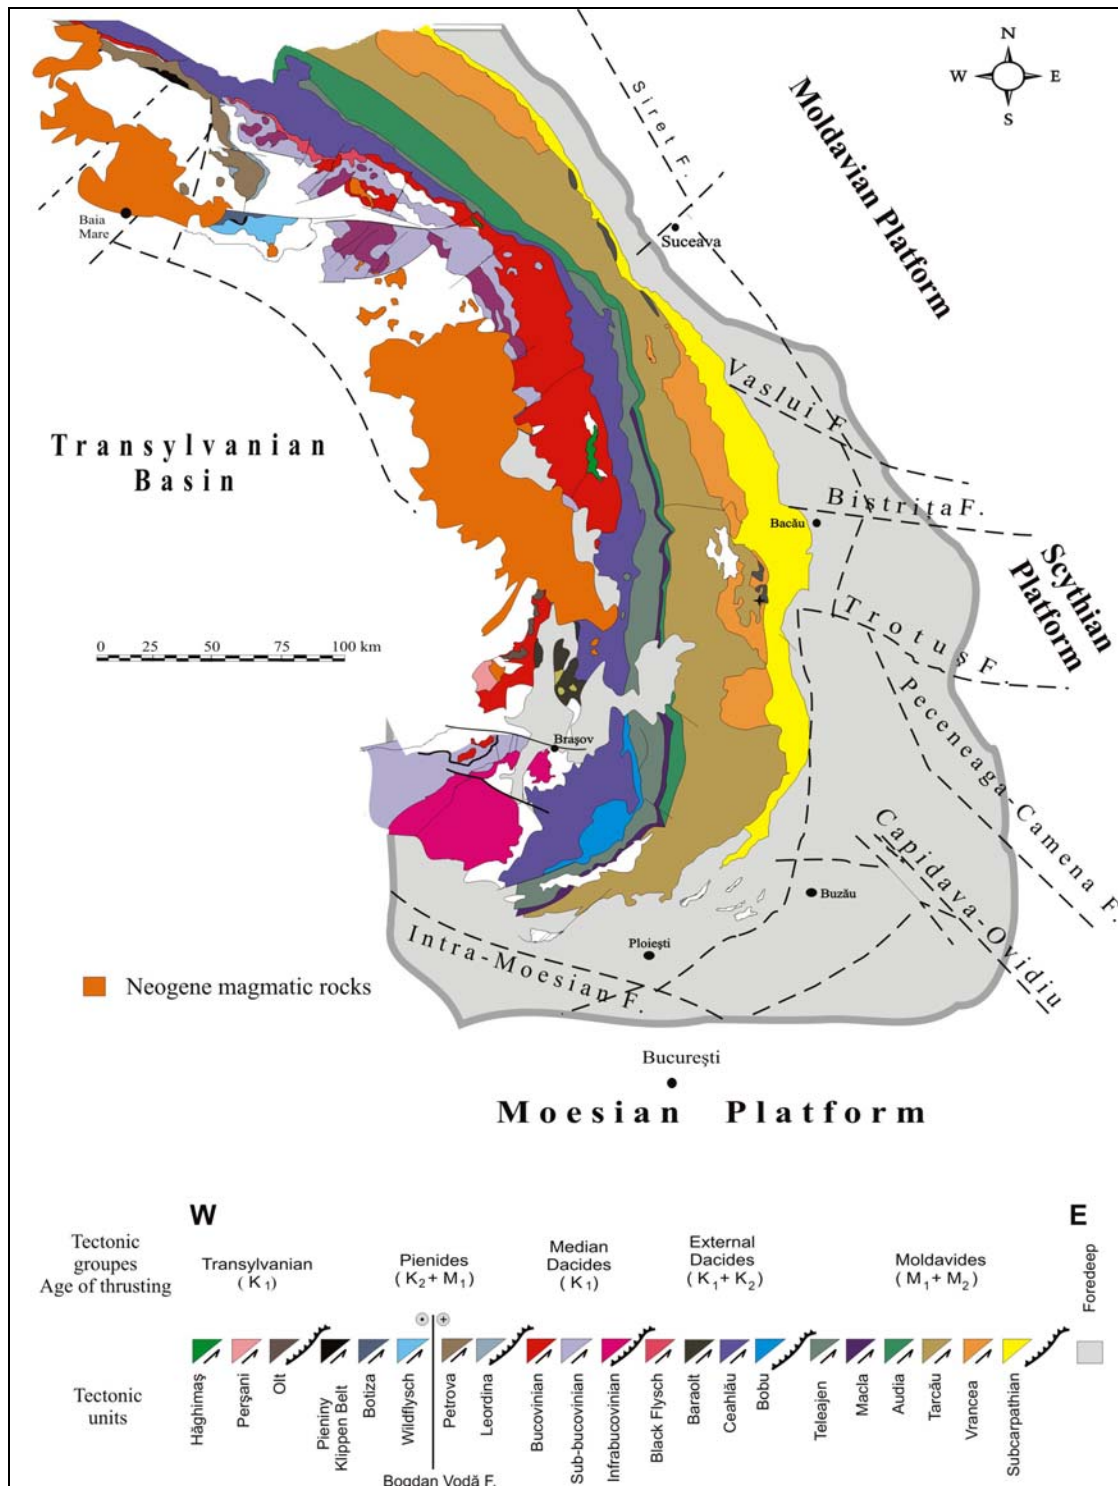 N
W E
S
Siret F.
Moldavian Platform
Baia
Mare
Suceava
Vaslui F.
Transylvanian
Basin
Bistrița F.
Bacău
Scythian
Platform
Trotuş F.
0 25 50 75 100 km
Peceneaga-Camena F.
Braşov
Capidava-Ovidiu
Buzău
Ploieşti
Intra-Moesian F.
Neogene magmatic rocks
Bucureşti
Moesian Platform
W E
Tectonic
groupes
Age of thrusting
Transylvanian
(K1)
Pienides
(K2+M1)
Median
Dacides
(K1)
External
Dacides
(K1+K2)
Moldavides
(M1+M2)
Foredeep
Tectonic
units
Hăghimaş
Perşani
Olt
Pieniny
Klippen Belt
Botiza
Wildflysch
Petrova
Leordina
Bucovinian
Sub-bucovinian
Infrabucovinian
Black Flysch
Baraolt
Ceahlău
Bobu
Teleajen
Macla
Audia
Tarcău
Vrancea
Subcarpathian
Bogdan Vodă F.